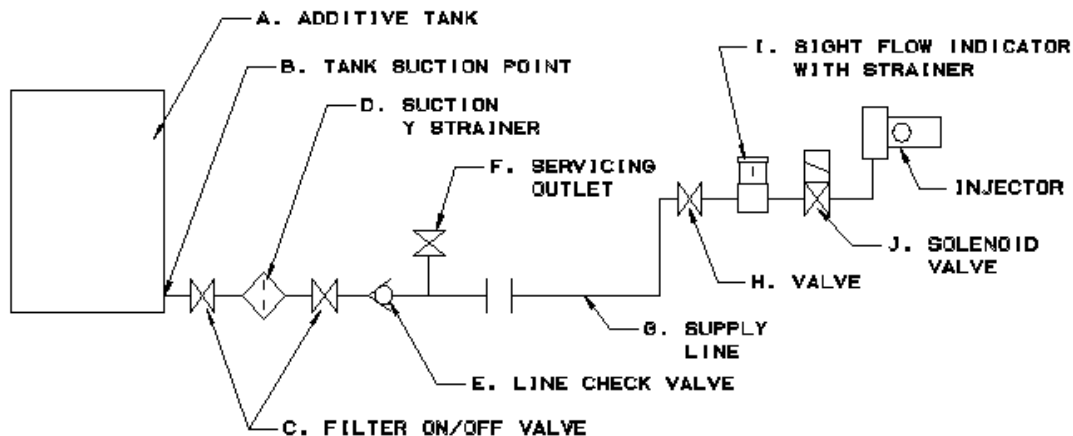 A. ADDITIVE TANK
B. TANK SUCTION POINT
D. SUCTION
Y STRAINER
F. SERVICING
OUTLET
I. SIGHT FLOW INDICATOR
WITH STRAINER
INJECTOR
J. SOLENOID
VALVE
H. VALVE
G. SUPPLY
LINE
E. LINE CHECK VALVE
C. FILTER ON/OFF VALVE